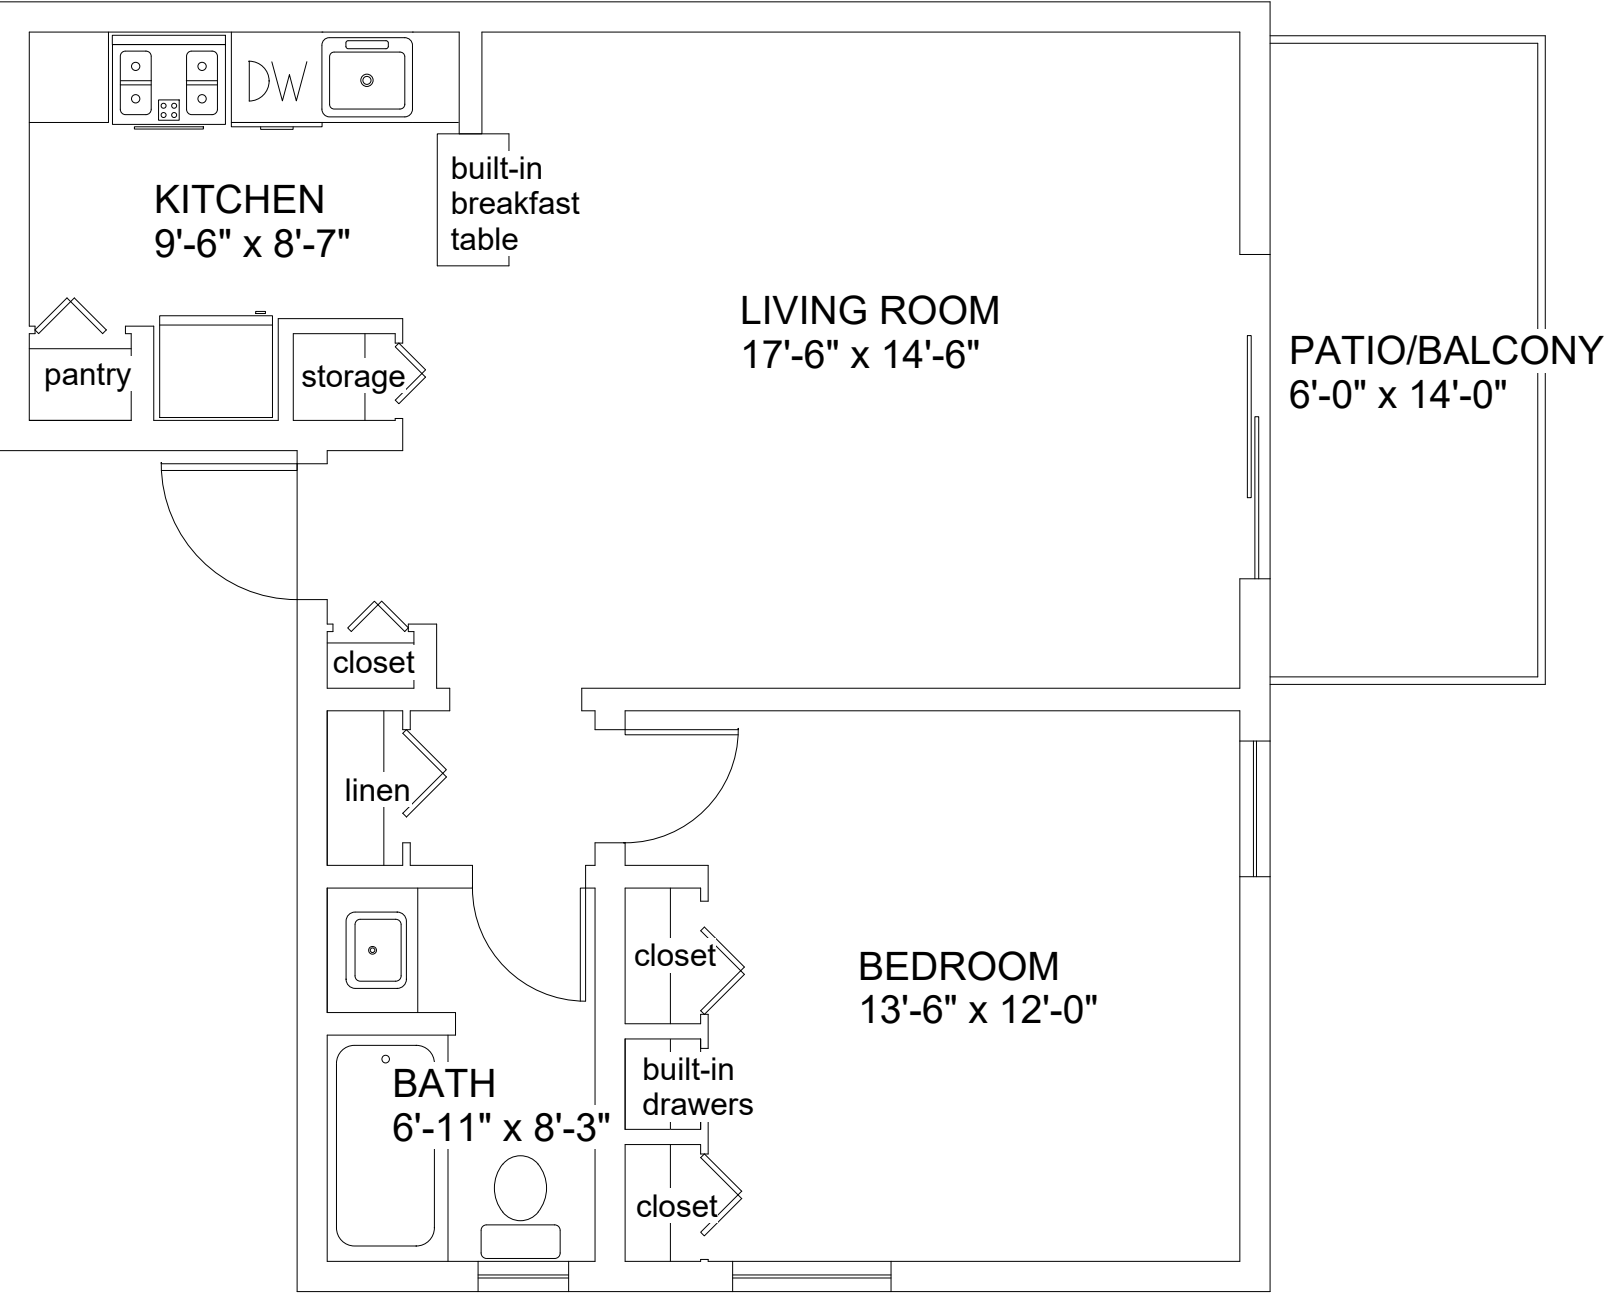 DW
built-in
breakfast
table
KITCHEN
9'-6" x 8'-7"
LIVING ROOM
17'-6" x 14'-6"
PATIO/BALCONY
6'-0" x 14'-0"
pantry
storage
closet
linen
closet
BEDROOM
13'-6" x 12'-0"
built-in
drawers
BATH
6'-11" x 8'-3"
closet